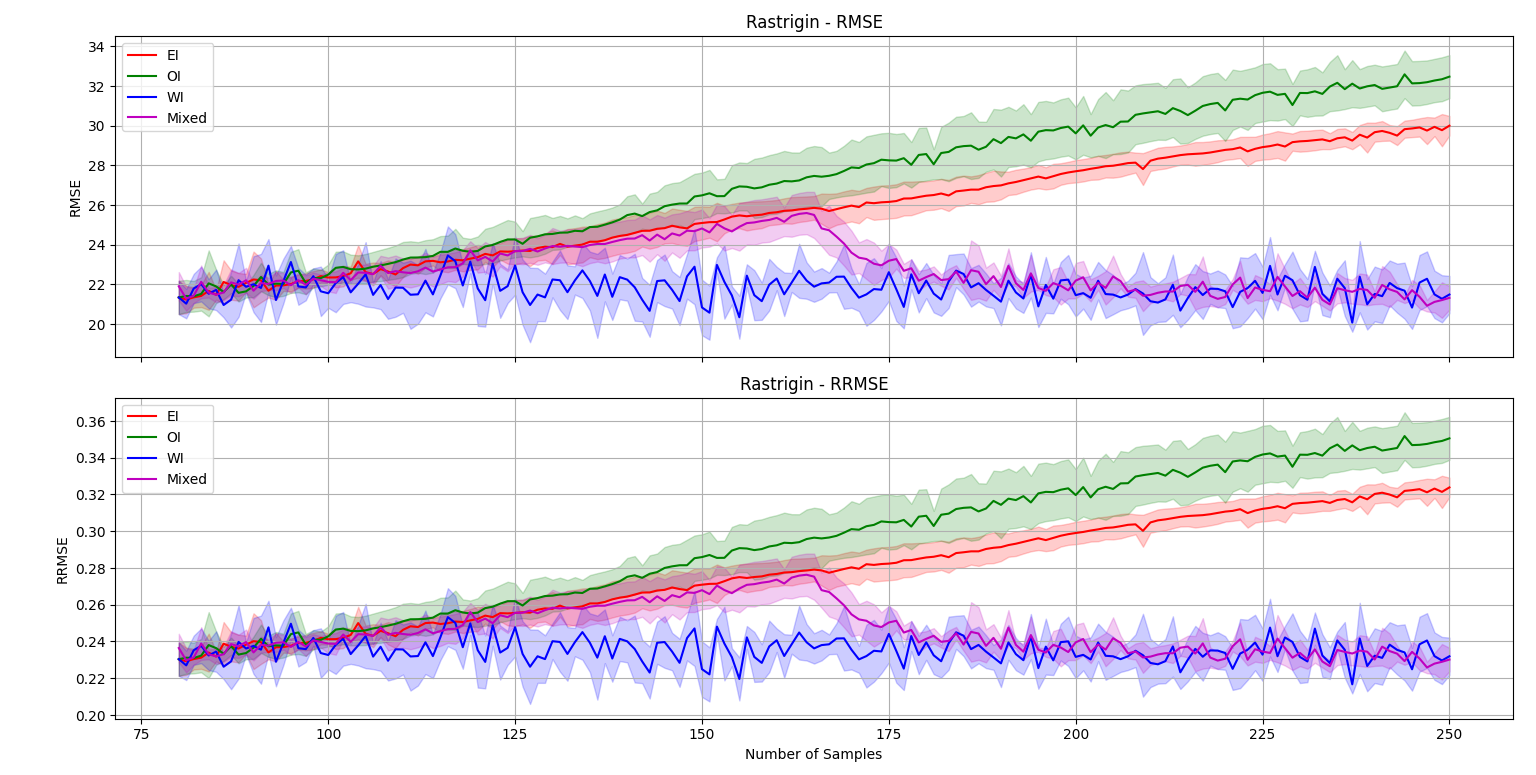 Rastrigin - RMSE
34
32
30
28
26
24
22
20
RMSE
EI
OI
WI
Mixed
Rastrigin - RRMSE
0.36
0.34
0.32
0.30
0.28
0.26
0.24
0.22
0.20
RRMSE
EI
OI
WI
Mixed
75 100 125 150 175 200 225 250
Number of Samples